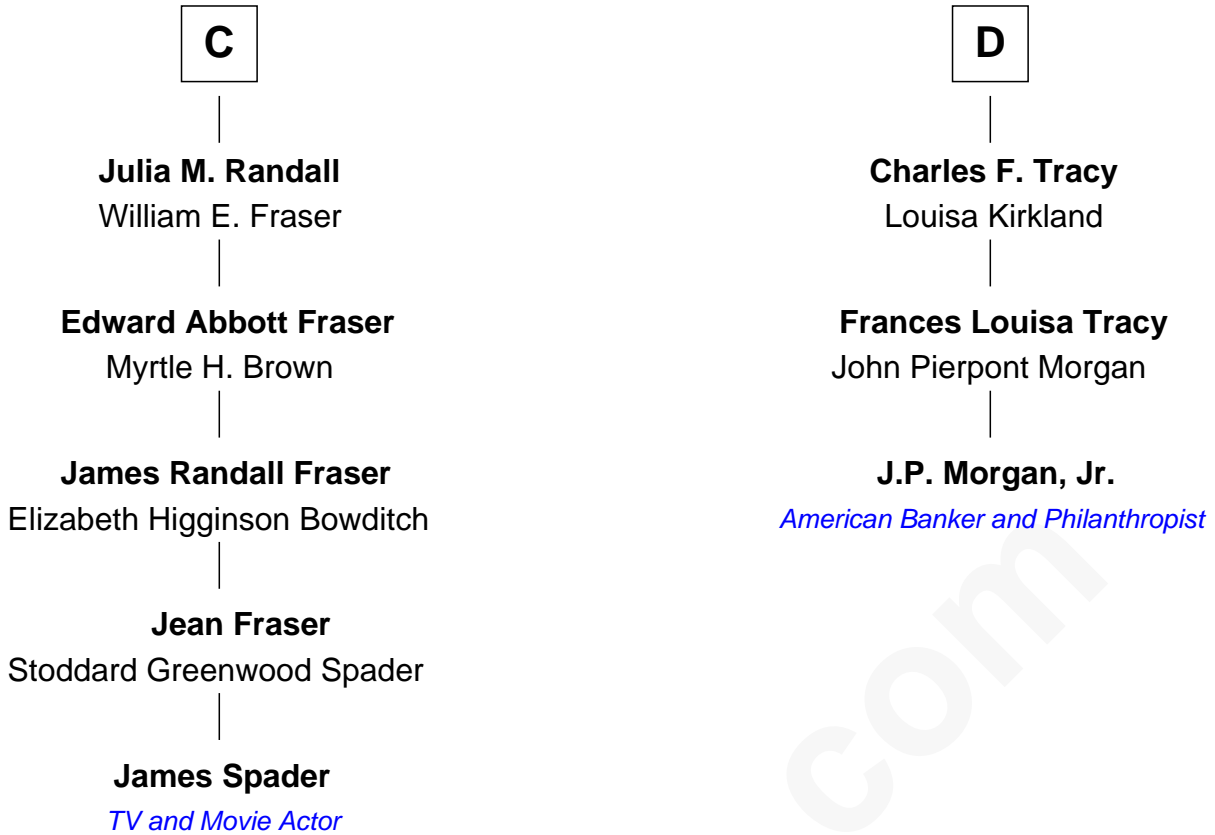 C
Julia M. Randall
William E. Fraser
Edward Abbott Fraser
Myrtle H. Brown
James Randall Fraser
Elizabeth Higginson Bowditch
Jean Fraser
Stoddard Greenwood Spader
James Spader
TV and Movie Actor
D
Charles F. Tracy
Louisa Kirkland
Frances Louisa Tracy
John Pierpont Morgan
J.P. Morgan, Jr.
American Banker and Philanthropist
com